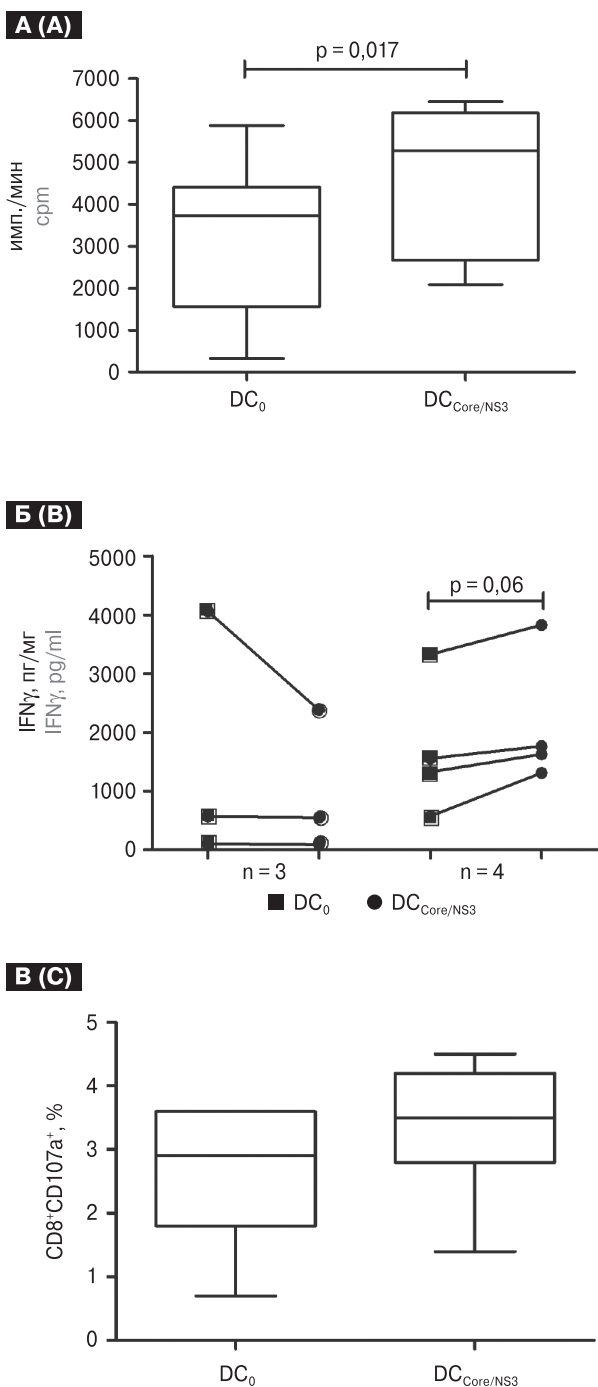 А (A)
p = 0,017
имп./мин
cpm
7000
6000
5000
4000
3000
2000
1000
0
DC0
DCCore/NS3
Б (B)
IFNγ, пг/мг
IFNγ, pg/ml
5000
4000
3000
2000
1000
0
p = 0,06
n = 3
n = 4
DC0
DCCore/NS3
В (C)
CD8+CD107a+, %
5
4
3
2
1
0
DC0
DCCore/NS3